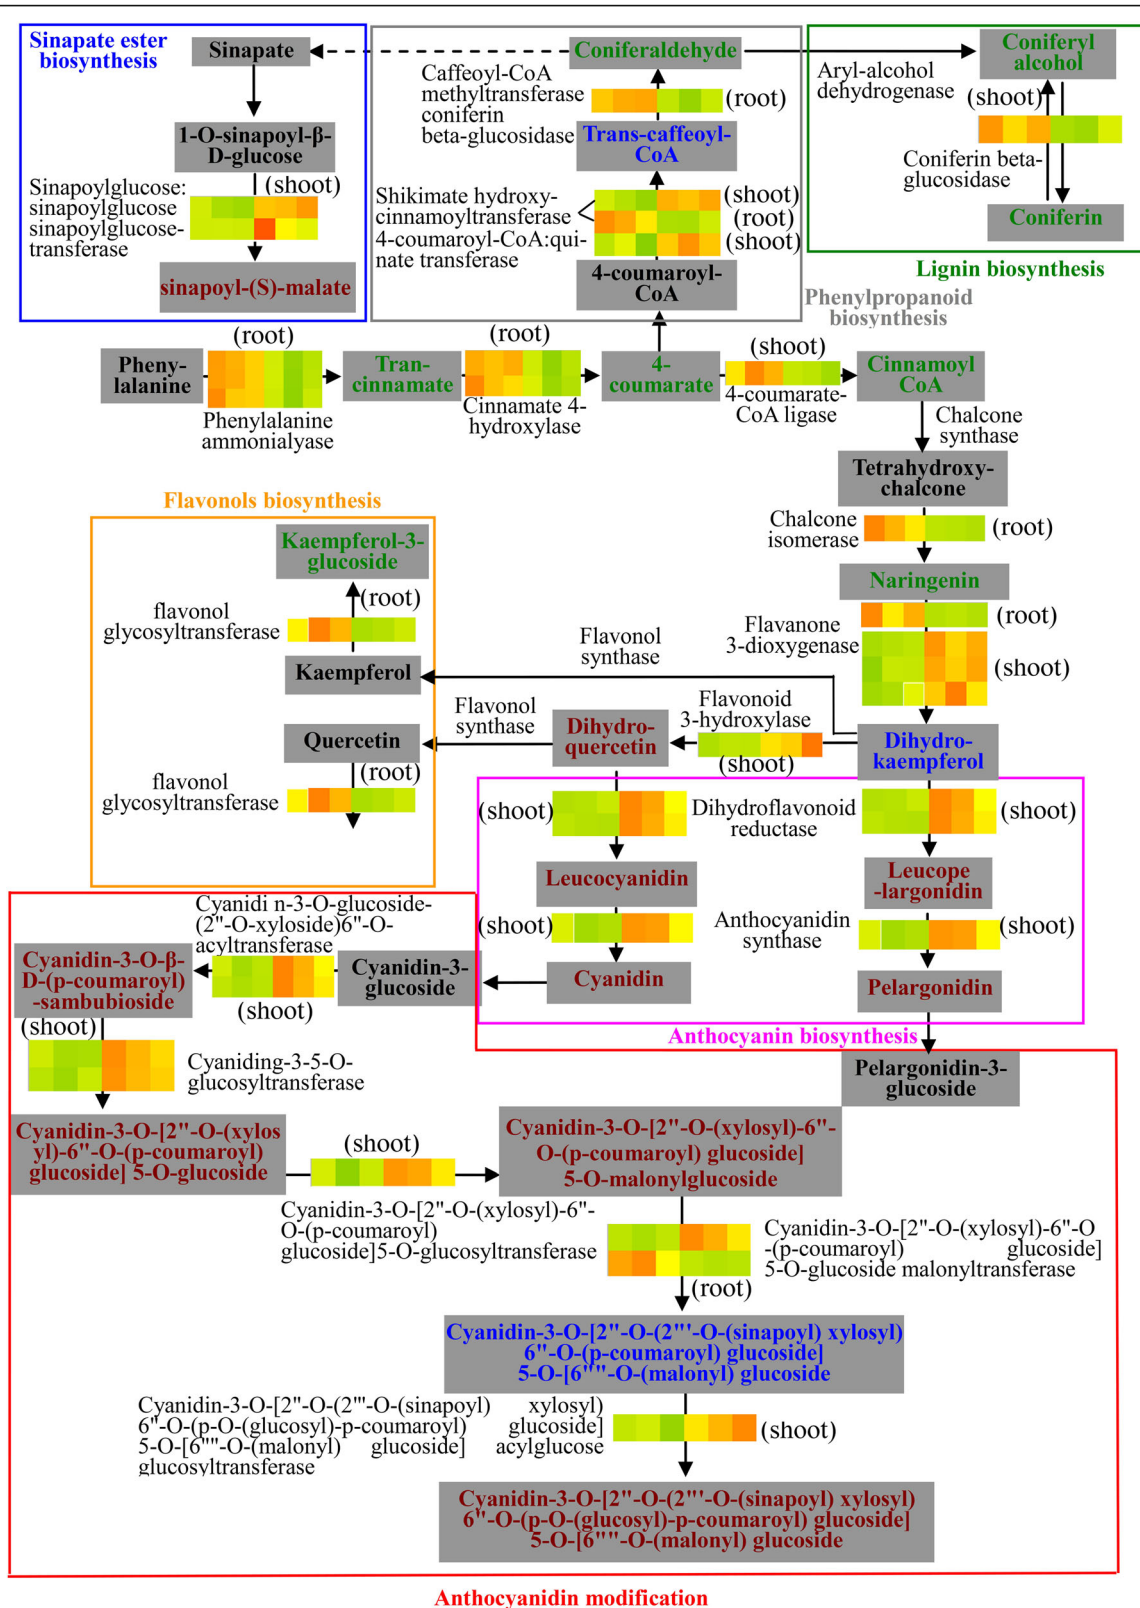 Sinapate ester
biosynthesis
Sinapate
1-O-sinapoyl-β-
D-glucose
(shoot)
Sinapoylglucose:
sinapoylglucose
sinapoylglucose-
transferase
sinapoyl-(S)-malate
Coniferaldehyde
Caffeoyl-CoA
methyltransferase
coniferin
beta-glucosidase
(root)
Trans-caffeoyl-
CoA
Shikimate hydroxy-
cinnamoyltransferase
4-coumaroyl-CoA:qui-
nate transferase
(shoot)
(root)
(shoot)
4-coumaroyl-
CoA
Phenylpropanoid
biosynthesis
Coniferyl
alcohol
Aryl-alcohol
dehydrogenase
(shoot)
Coniferin beta-
glucosidase
Coniferin
Lignin biosynthesis
Pheny-
lalanine
(root)
Phenylalanine
ammonialyase
Tran-
cinnamate
(root)
Cinnamate 4-
hydroxylase
4-
coumarate
(shoot)
4-coumarate-
CoA ligase
Cinnamoyl
CoA
Chalcone
synthase
Tetrahydroxy-
chalcone
Chalcone
isomerase
(root)
Naringenin
Flavanone
3-dioxygenase
(root)
(shoot)
Flavonols biosynthesis
Kaempferol-3-
glucoside
(root)
flavonol
glycosyltransferase
Kaempferol
Flavonol
synthase
Quercetin
(root)
flavonol
glycosyltransferase
Flavonol
synthase
Dihydro-
quercetin
Flavonoid
3-hydroxylase
(shoot)
Dihydro-
kaempferol
(shoot)
Dihydroflavonoid
reductase
(shoot)
Leucocyanidin
Leucope
-largonidin
(shoot)
Anthocyanidin
synthase
(shoot)
Cyanidin
Pelargonidin
Anthocyanin biosynthesis
Cyanidi n-3-O-glucoside-
(2"-O-xyloside)6"-O-
acyltransferase
Cyanidin-3-
glucoside
(shoot)
Cyanidin-3-O-β-
D-(p-coumaroyl)
-sambubioside
(shoot)
Cyaniding-3-5-O-
glucosyltransferase
Pelargonidin-3-
glucoside
Cyanidin-3-O-[2"-O-(xylos
yl)-6"-O-(p-coumaroyl)
glucoside] 5-O-glucoside
(shoot)
Cyanidin-3-O-[2"-O-(xylosyl)-6"-
O-(p-coumaroyl)
glucoside]5-O-glucosyltransferase
Cyanidin-3-O-[2"-O-(xylosyl)-6"-
O-(p-coumaroyl) glucoside]
5-O-malonylglucoside
Cyanidin-3-O-[2"-O-(xylosyl)-6"-O
-(p-coumaroyl) glucoside]
5-O-glucoside malonyltransferase
(root)
Cyanidin-3-O-[2"-O-(2"'-O-(sinapoyl) xylosyl)
6"-O-(p-coumaroyl) glucoside]
5-O-[6""-O-(malonyl) glucoside
Cyanidin-3-O-[2"-O-(2"'-O-(sinapoyl) xylosyl)
6"-O-(p-O-(glucosyl)-p-coumaroyl) glucoside]
5-O-[6""-O-(malonyl) glucoside] acylglucose
glucosyltransferase
(shoot)
Cyanidin-3-O-[2"-O-(2"'-O-(sinapoyl) xylosyl)
6"-O-(p-O-(glucosyl)-p-coumaroyl) glucoside]
5-O-[6""-O-(malonyl) glucoside
Anthocyanidin modification